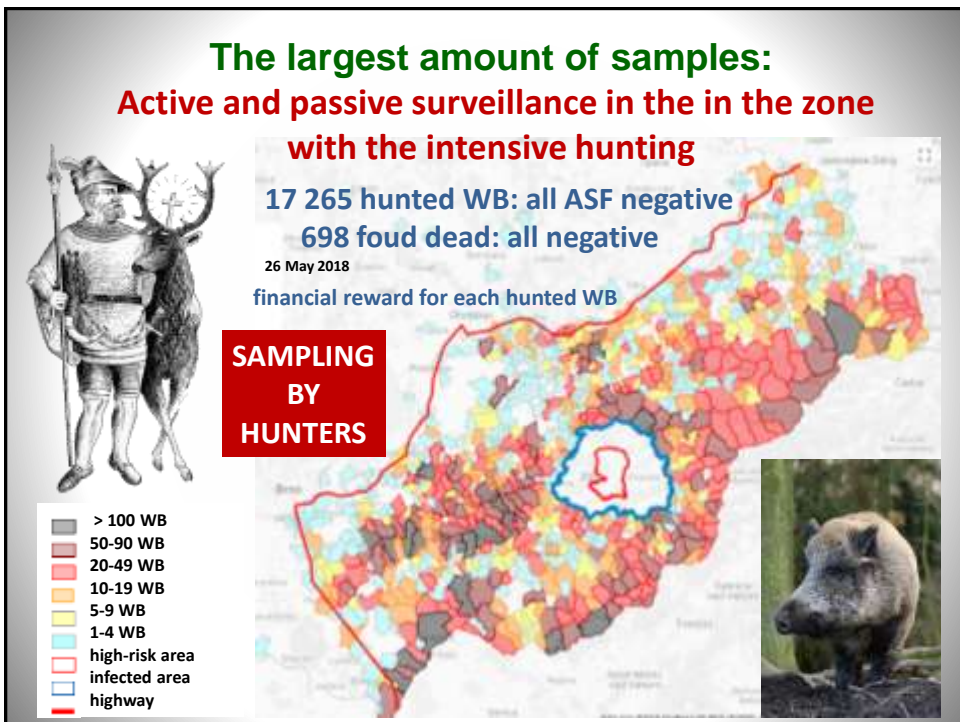 The largest amount of samples:
Active and passive surveillance in the in the zone
with the intensive hunting
17 265 hunted WB: all ASF negative
698 foud dead: all negative
26 May 2018
financial reward for each hunted WB
SAMPLING
BY
HUNTERS
Brno
> 100 WB
50-90 WB
20-49 WB
10-19 WB
5-9 WB
1-4 WB
high-risk area
infected area
highway